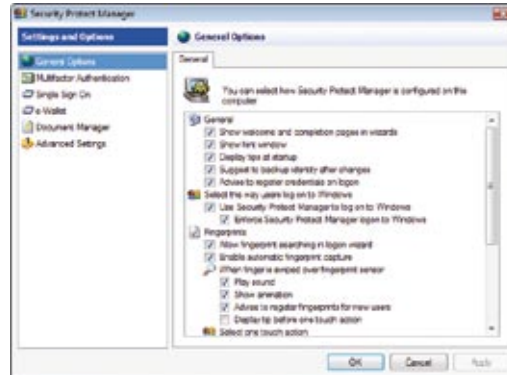 Security Protect Manager
Settings and Options
General Options
Multifactor Authentication
Single Sign On
e-Wallet
Document Manager
Advanced Settings
General Options
General
You can select how Security Protect Manager is configured on this
computer
General
Show welcome and completion pages in wizards
Show hint window
Display tips at startup
Suggest to backup identity after changes
Advise to register credentials on logon
Select the way users log on to Windows
Use Security Protect Manager to log on to Windows
Enforce Security Protect Manager logon to Windows
Fingerprints
Allow fingerprint searching in logon wizard
Enable automatic fingerprint capture
When finger is swiped over fingerprint sensor
Play sound
Show animation
Advise to register fingerprints for new users
Display tip before one touch action
Select one touch action
OK
Cancel
Apply